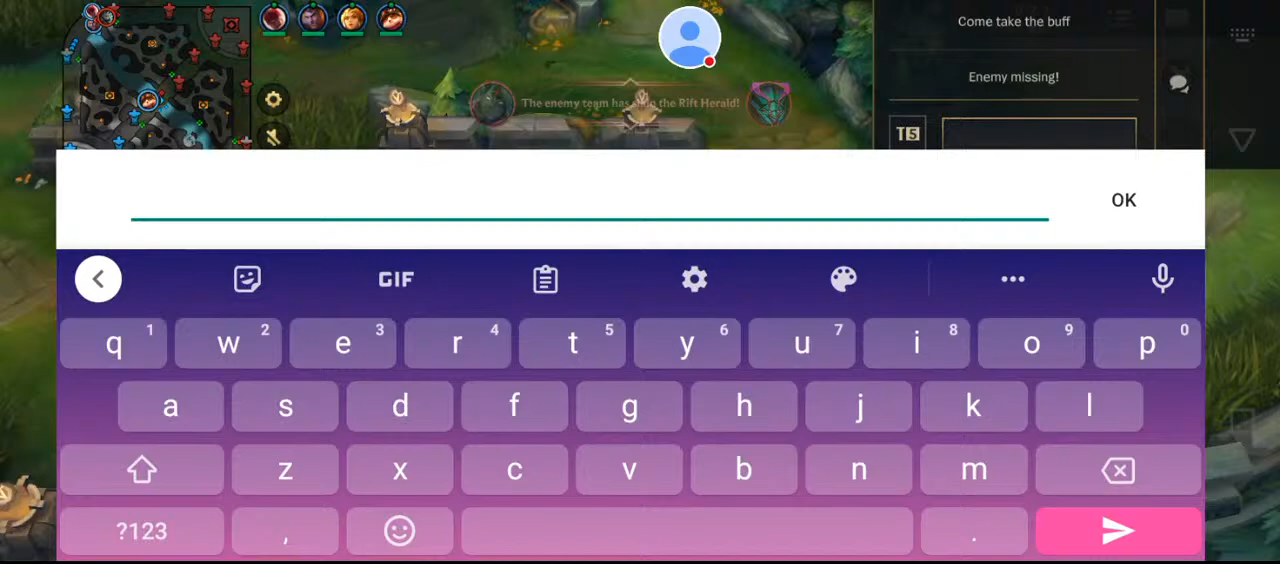 Come take the buff
Enemy missing!
The enemy team has slain the Rift Herald!
T5
OK
GIF
q 1 w 2 e 3 r 4 t 5 y 6 u 7 i 8 o 9 p 0
a s d f g h j k l
z x c v b n m
?123 , .